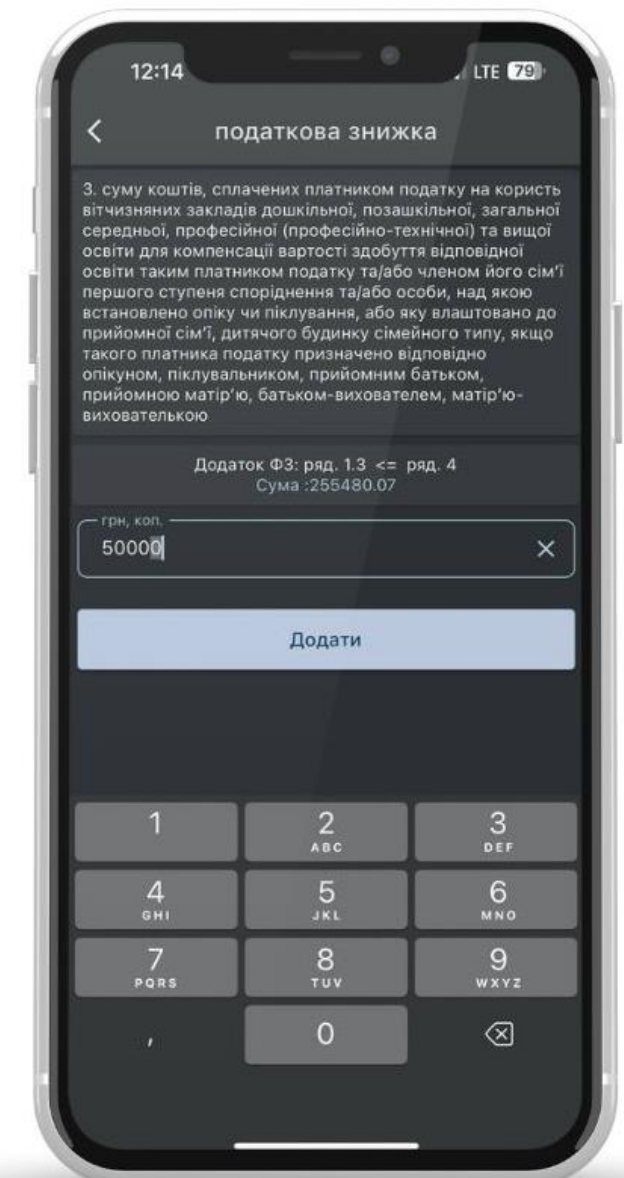 12:14
LTE 79
податкова знижка
3. суму коштів, сплачених платником податку на користь
вітчизняних закладів дошкільної, позашкільної, загальної
середньої, професійної (професійно-технічної) та вищої
освіти для компенсації вартості здобуття відповідної
освіти таким платником податку та/або членом його сім'ї
першого ступеня споріднення та/або особи, над якою
встановлено опіку чи піклування, або яку влаштовано до
прийомної сім'ї, дитячого будинку сімейного типу, якщо
такого платника податку призначено відповідно
опікуном, піклувальником, прийомним батьком,
прийомною матір'ю, батьком-вихователем, матір'ю-
вихователькою
Додаток Ф3: ряд. 1.3 <= ряд. 4
Сума :255480.07
грн, коп.
50000
Додати
1 2 3
ABC DEF
4 5 6
GHI JKL MNO
7 8 9
PQRS TUV WXYZ
, 0